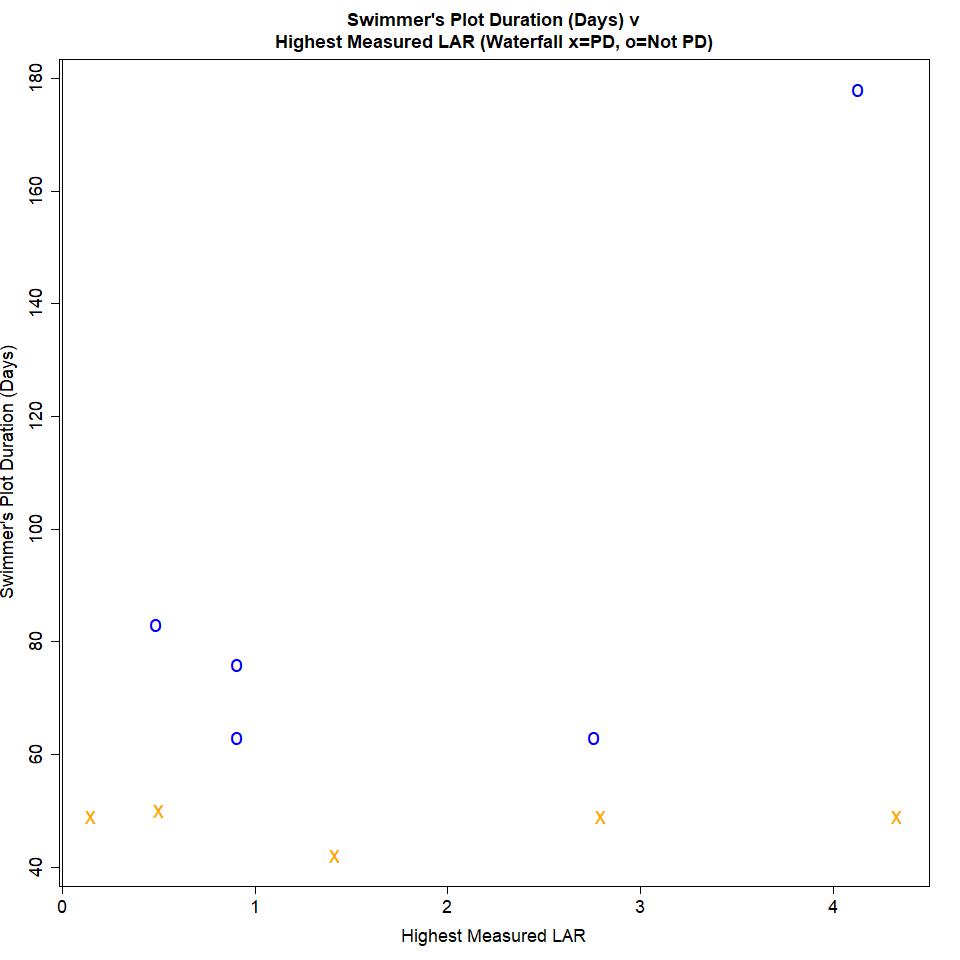 Swimmer's Plot Duration (Days) v
Highest Measured LAR (Waterfall x=PD, o=Not PD)
Swimmer's Plot Duration (Days)
180
160
140
120
100
80
60
40
o
o
o
o
o
x
x
x
x
x
0 1 2 3 4
Highest Measured LAR